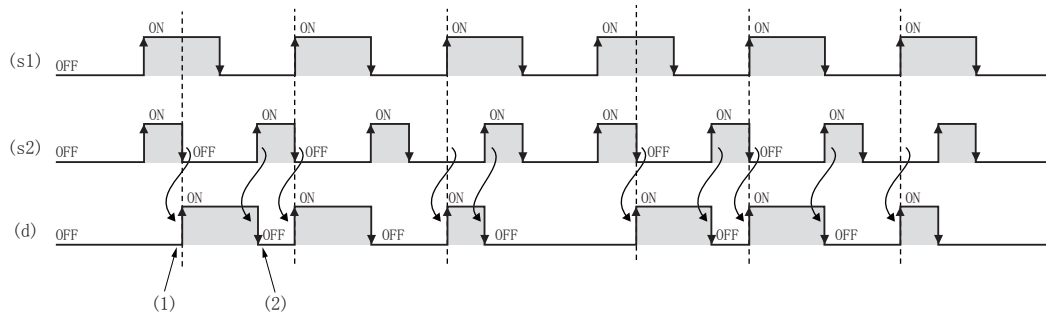 ON ON ON ON ON ON
(s1) OFF
ON ON ON ON ON ON ON ON
(s2) OFF OFF OFF OFF OFF
ON ON ON ON ON ON
(d) OFF OFF OFF OFF OFF OFF
(1) (2)